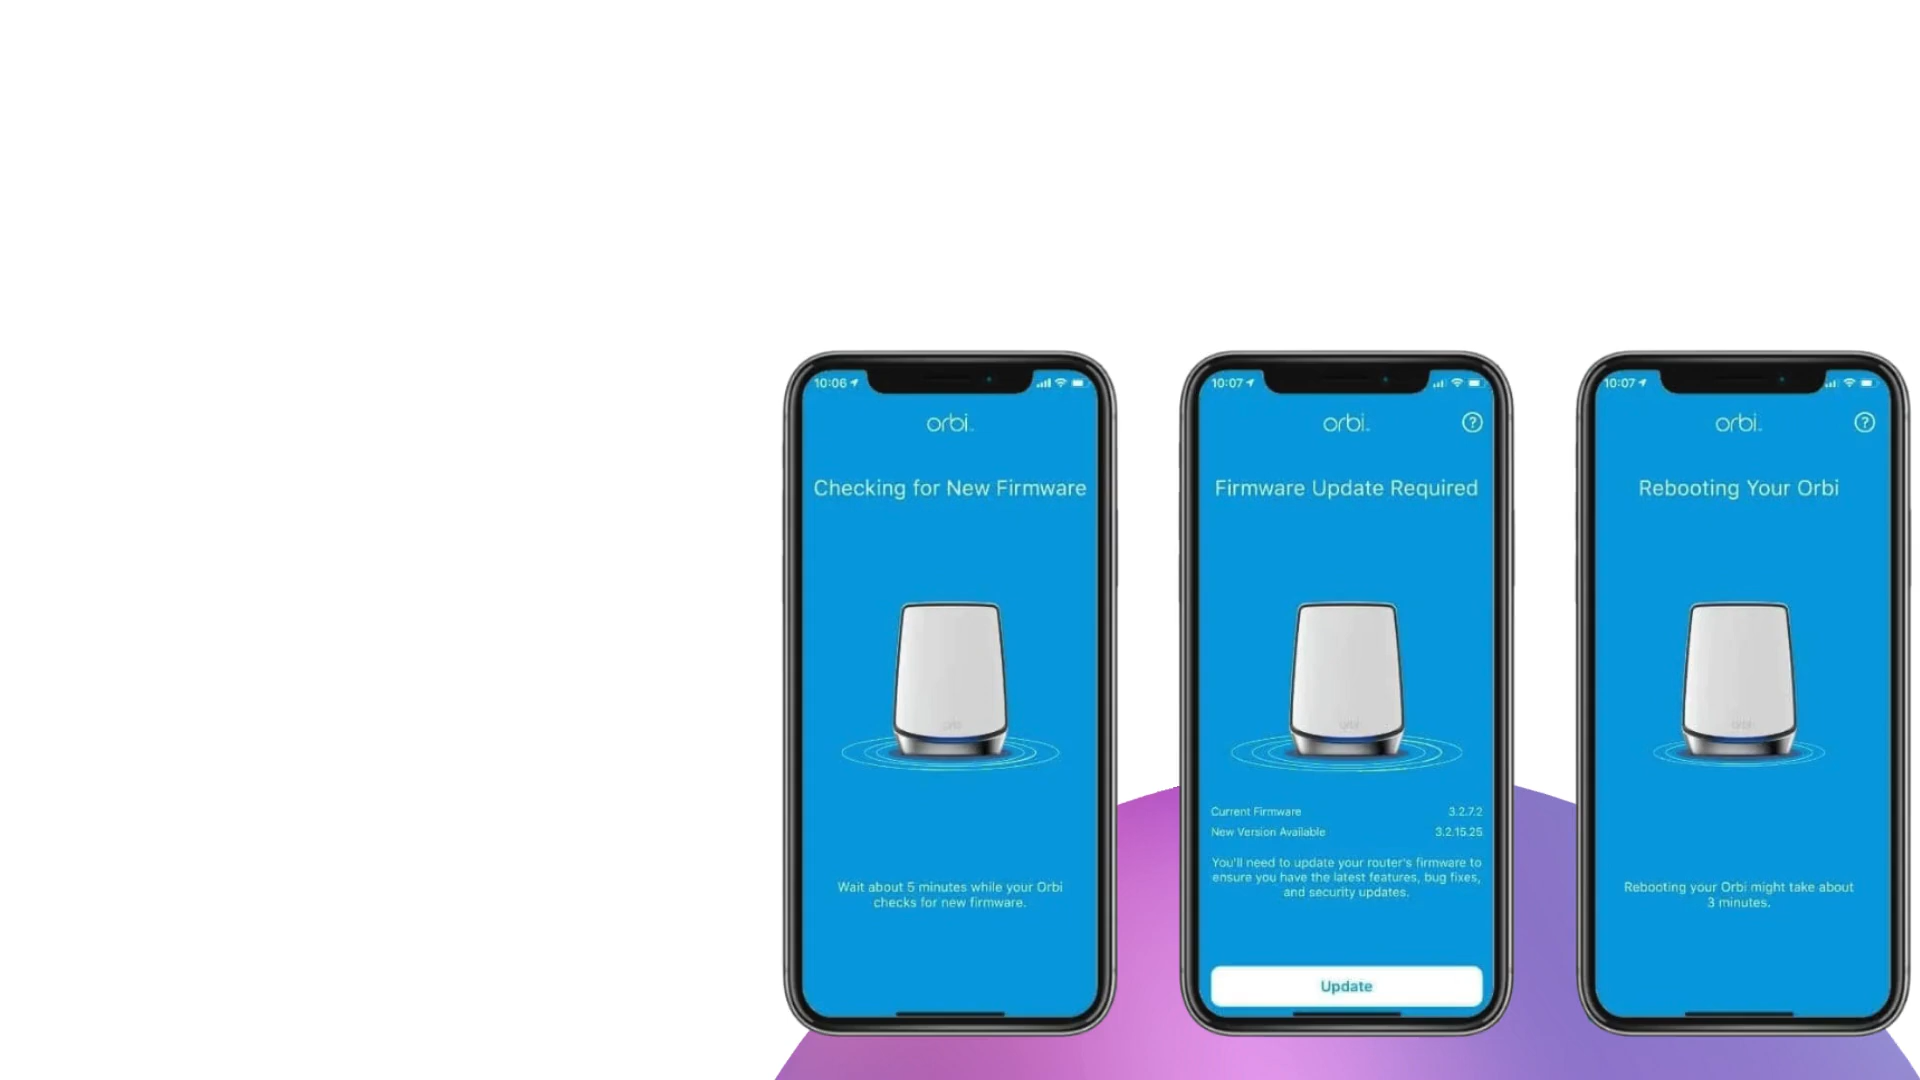 10:06
orbi
Checking for New Firmware
orbi
Wait about 5 minutes while your Orbi
checks for new firmware.
10:07
orbi
?
Firmware Update Required
orbi
Current Firmware 3.2.7.2
New Version Available 3.2.15.25
You'll need to update your router's firmware to
ensure you have the latest features, bug fixes,
and security updates.
Update
10:07
orbi
?
Rebooting Your Orbi
orbi
Rebooting your Orbi might take about
3 minutes.